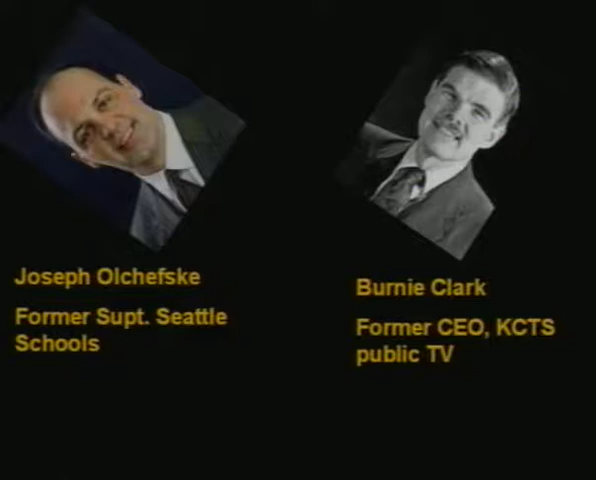 Joseph Olchefske
Former Supt. Seattle
Schools
Burnie Clark
Former CEO, KCTS
public TV